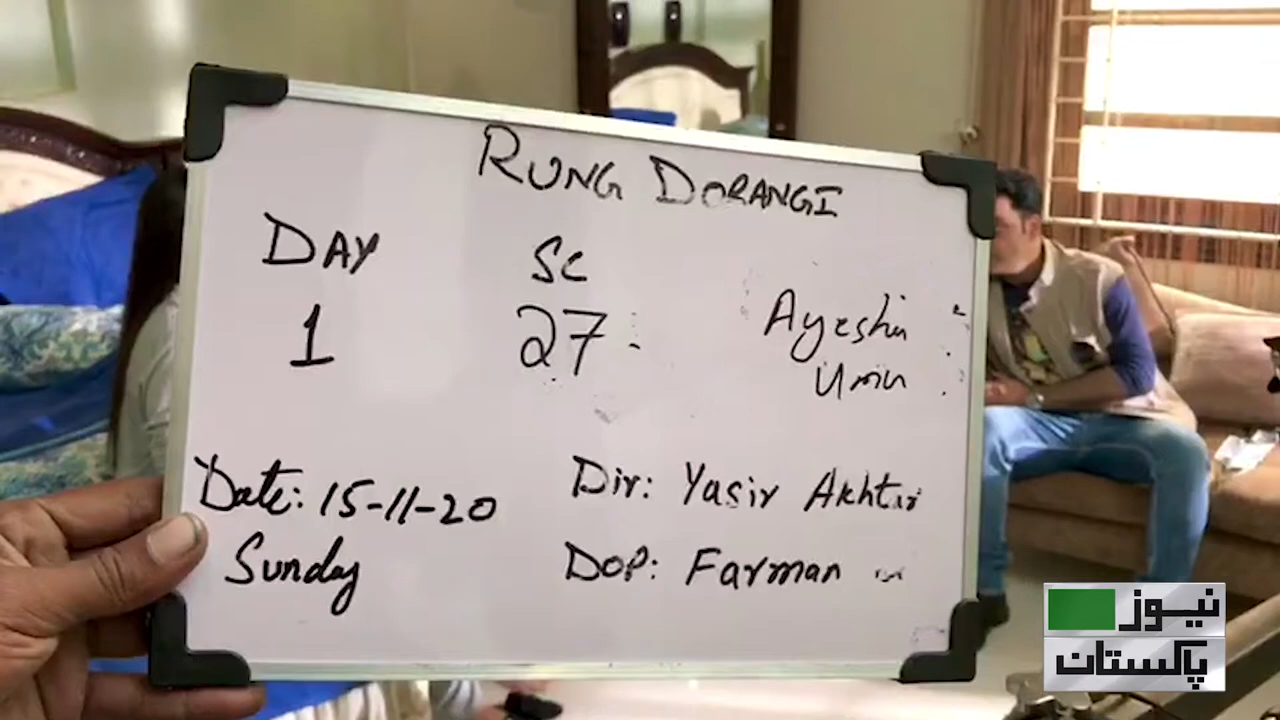 RUNG DORANGI
DAY
1
SC
27
Ayesha
Date: 15-11-20
Sunday
Dir: Yasir Akhtar
DOP: Farman
نیوز
پاکستان